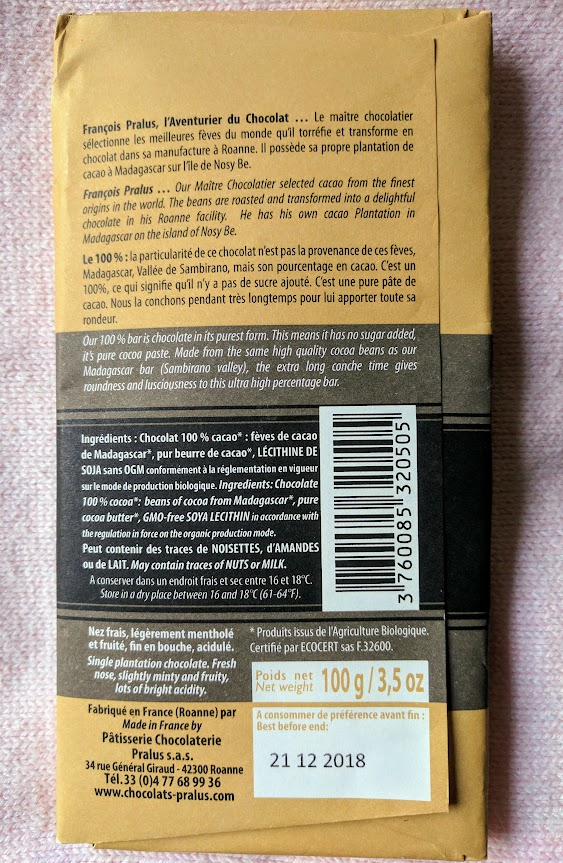 François Pralus, l'Aventurier du Chocolat ... Le maître chocolatier
sélectionne les meilleures fèves du monde qu'il torréfie et transforme en
chocolat dans sa manufacture à Roanne. Il possède sa propre plantation de
cacao à Madagascar sur l'île de Nosy Be.
François Pralus ... Our Maître Chocolatier selected cacao from the finest
origins in the world. The beans are roasted and transformed into a delightful
chocolate in his Roanne facility. He has his own cacao Plantation in
Madagascar on the island of Nosy Be.
Le 100 % : la particularité de ce chocolat n'est pas la provenance de ces fèves,
Madagascar, Vallée de Sambirano, mais son pourcentage en cacao. C'est un
100%, ce qui signifie qu'il n'y a pas de sucre ajouté. C'est une pure pâte de
cacao. Nous la conchons pendant très longtemps pour lui apporter toute sa
rondeur.
Our 100 % bar is chocolate in its purest form. This means it has no sugar added,
it's pure cocoa paste. Made from the same high quality cocoa beans as our
Madagascar bar (Sambirano valley), the extra long conche time gives
roundness and lusciousness to this ultra high percentage bar.
Ingrédients : Chocolat 100 % cacao* : fèves de cacao
de Madagascar*, pur beurre de cacao*, LÉCITHINE DE
SOJA sans OGM conformément à la réglementation en vigueur
sur le mode de production biologique. Ingredients: Chocolate
100 % cocoa*: beans of cocoa from Madagascar*, pure
cocoa butter*, GMO-free SOYA LECITHIN in accordance with
the regulation in force on the organic production mode.
Peut contenir des traces de NOISETTES, d'AMANDES
ou de LAIT. May contain traces of NUTS or MILK.
A conserver dans un endroit frais et sec entre 16 et 18°C.
Store in a dry place between 16 and 18°C (61-64°F).
3 760085 320505
Nez frais, légèrement mentholé
et fruité, fin en bouche, acidulé.
Single plantation chocolate. Fresh
nose, slightly minty and fruity,
lots of bright acidity.
* Produits issus de l'Agriculture Biologique.
Certifié par ECOCERT sas F.32600.
Poids net
Net weight 100 g / 3,5 oz
Fabriqué en France (Roanne) par
Made in France by
Pâtisserie Chocolaterie
Pralus s.a.s.
34 rue Général Giraud - 42300 Roanne
Tél.33 (0)4 77 68 99 36
www.chocolats-pralus.com
A consommer de préférence avant fin :
Best before end:
21 12 2018